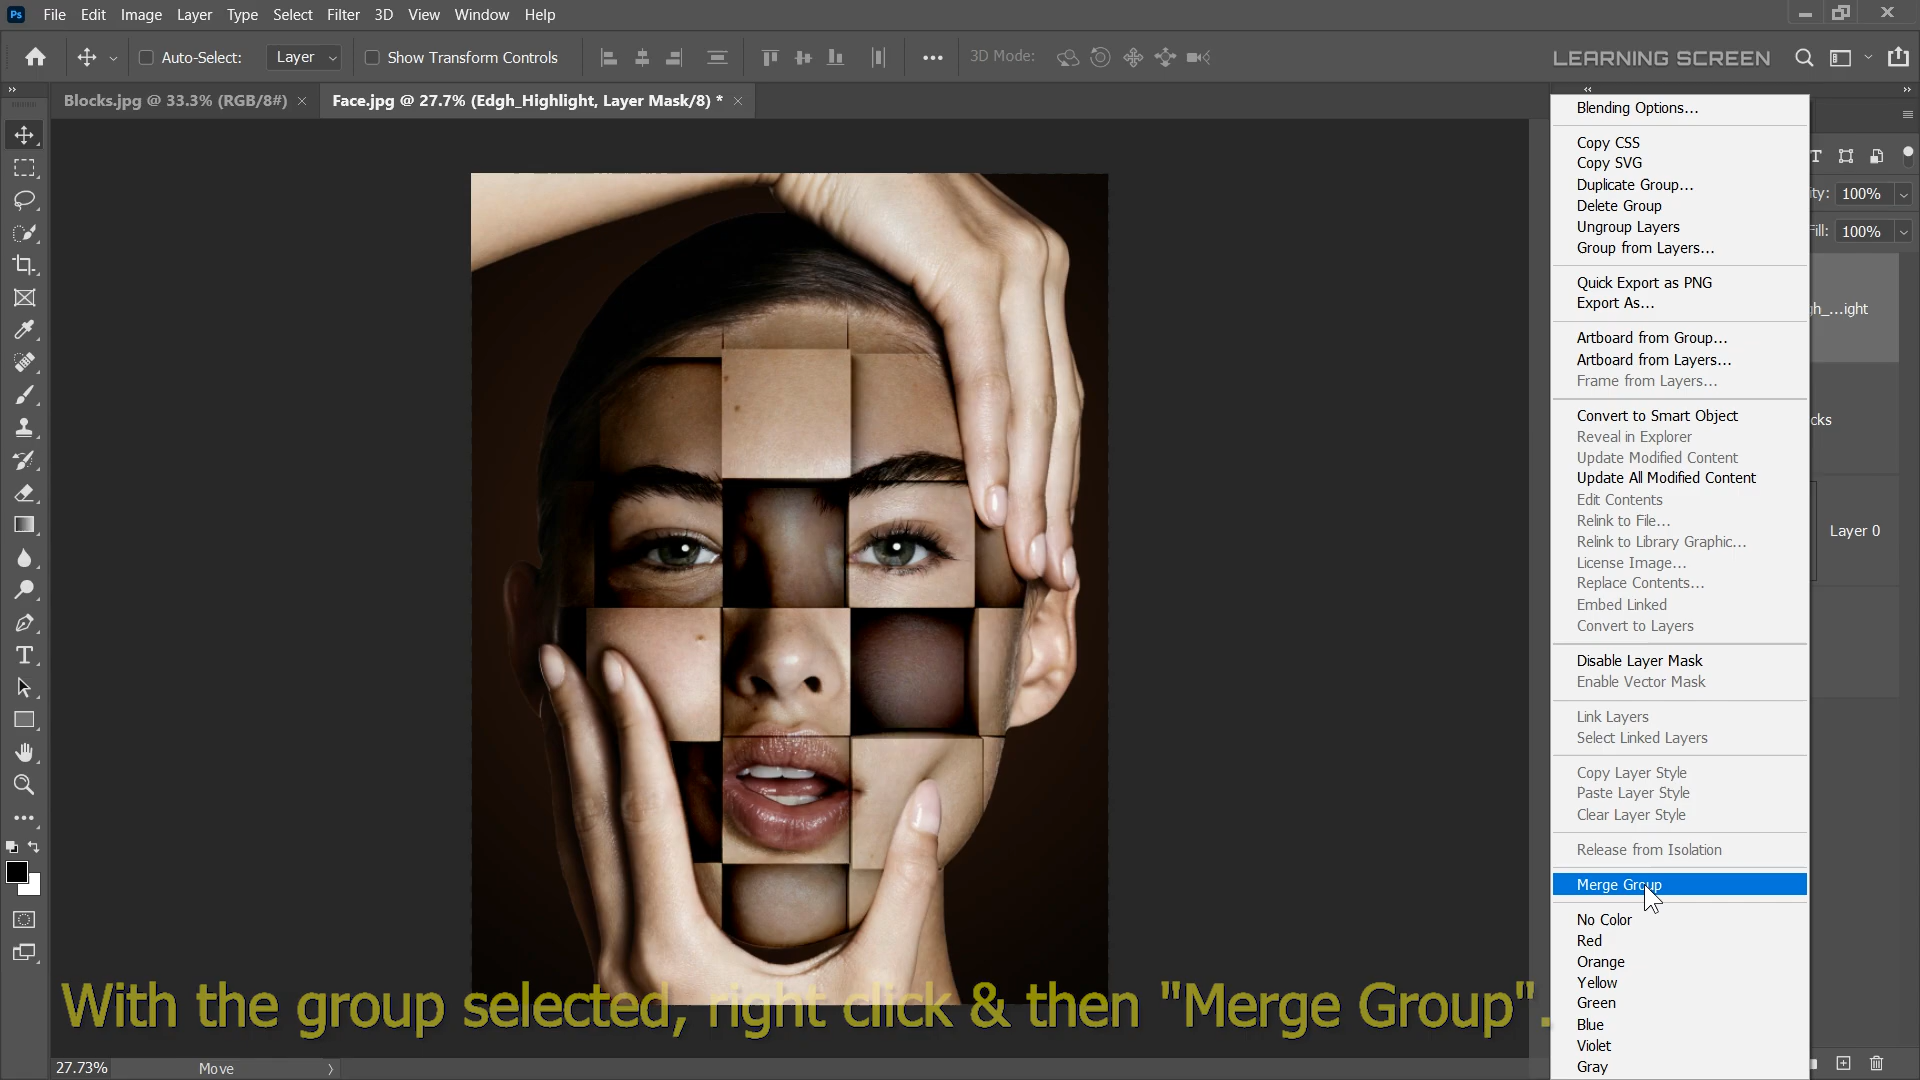 Ps File Edit Image Layer Type Select Filter 3D View Window Help
Auto-Select: Layer Show Transform Controls 3D Mode: LEARNING SCREEN
Blocks.jpg @ 33.3% (RGB/8#) × Face.jpg @ 27.7% (Edgh_Highlight, Layer Mask/8) * ×
Blending Options...
Copy CSS
Copy SVG
Duplicate Group...
Delete Group
Ungroup Layers
Group from Layers...
Quick Export as PNG
Export As...
Artboard from Group...
Artboard from Layers...
Frame from Layers...
Convert to Smart Object
Reveal in Explorer
Update Modified Content
Update All Modified Content
Edit Contents
Relink to File...
Relink to Library Graphic...
License Image...
Replace Contents...
Embed Linked
Convert to Layers
Disable Layer Mask
Enable Vector Mask
Link Layers
Select Linked Layers
Copy Layer Style
Paste Layer Style
Clear Layer Style
Release from Isolation
Merge Group
No Color
Red
Orange
Yellow
Green
Blue
Violet
Gray
ity: 100%
Fill: 100%
gh_...ight
cks
Layer 0
With the group selected, right click & then "Merge Group".
27.73% Move